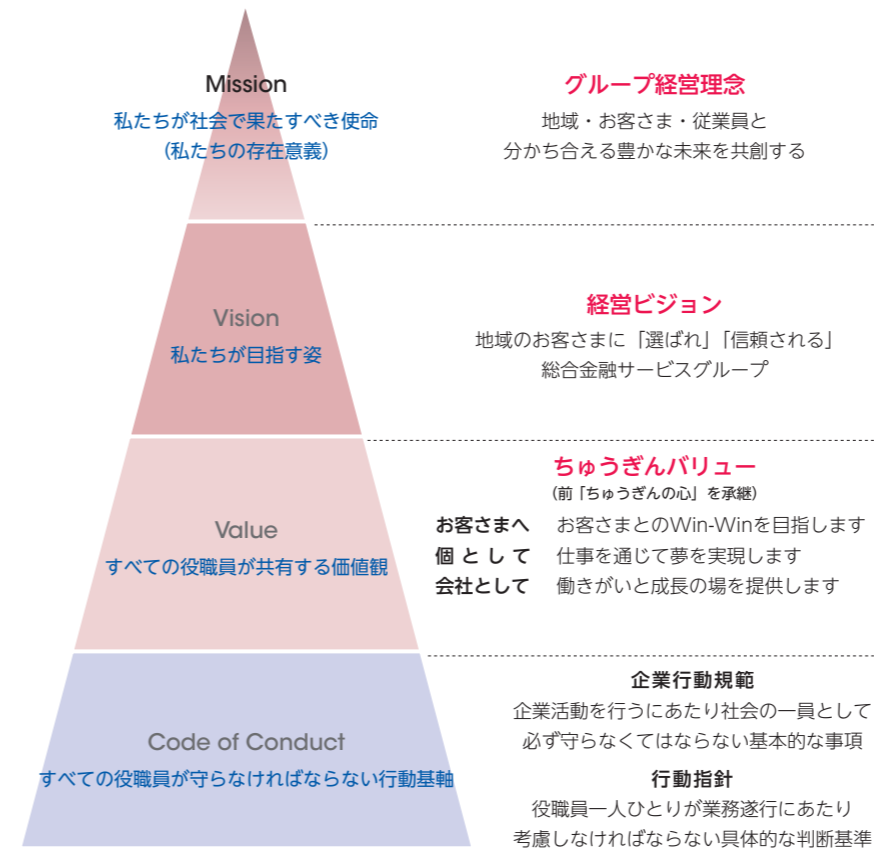 Mission
私たちが社会で果たすべき使命
（私たちの存在意義）
グループ経営理念
地域・お客さま・従業員と
分かち合える豊かな未来を共創する
Vision
私たちが目指す姿
経営ビジョン
地域のお客さまに「選ばれ」「信頼される」
総合金融サービスグループ
Value
すべての役職員が共有する価値観
ちゅうぎんバリュー
（前「ちゅうぎんの心」を承継）
お客さまへ お客さまとのWin-Winを目指します
個として 仕事を通じて夢を実現します
会社として 働きがいと成長の場を提供します
Code of Conduct
すべての役職員が守らなければならない行動基軸
企業行動規範
企業活動を行うにあたり社会の一員として
必ず守らなくてはならない基本的な事項
行動指針
役職員一人ひとりが業務遂行にあたり
考慮しなければならない具体的な判断基準